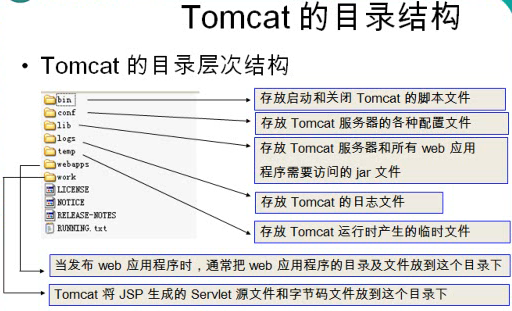 Tomcat 的目录结构
• Tomcat 的目录层次结构
bin
conf
lib
logs
temp
webapps
work
LICENSE
NOTICE
RELEASE-NOTES
RUNNING.txt
存放启动和关闭 Tomcat 的脚本文件
存放 Tomcat 服务器的各种配置文件
存放 Tomcat 服务器和所有 web 应用
程序需要访问的 jar 文件
存放 Tomcat 的日志文件
存放 Tomcat 运行时产生的临时文件
当发布 web 应用程序时，通常把 web 应用程序的目录及文件放到这个目录下
Tomcat 将 JSP 生成的 Servlet 源文件和字节码文件放到这个目录下